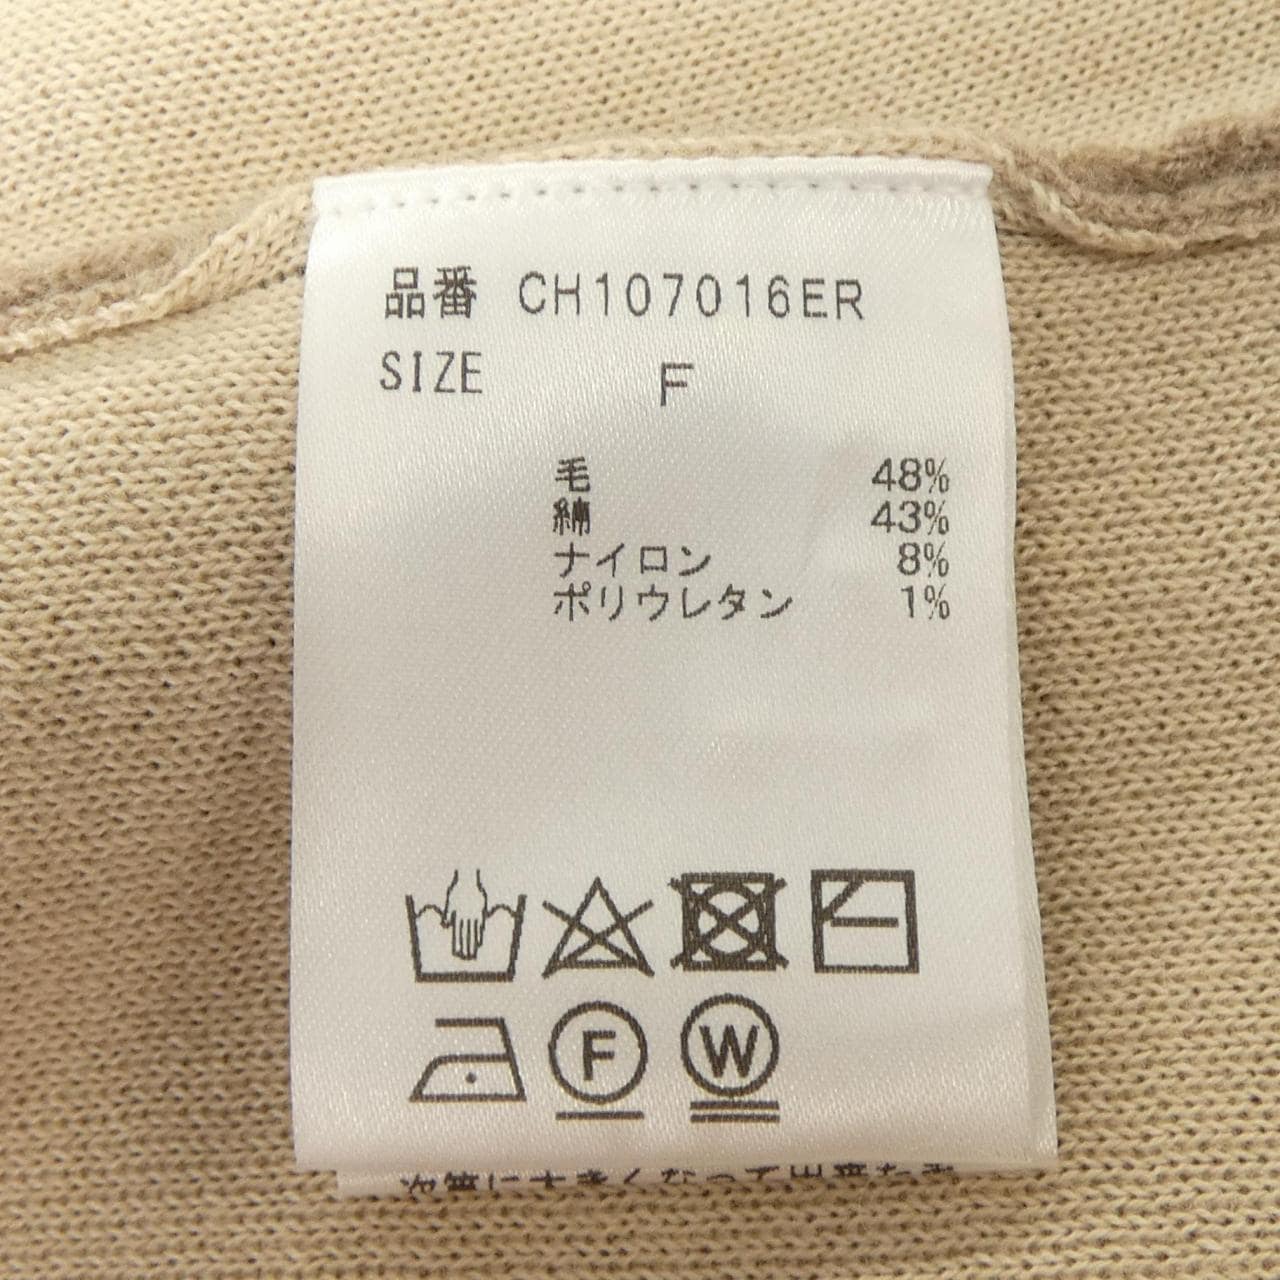 品番 CH107016ER
SIZE F
毛 48%
綿 43%
ナイロン 8%
ポリウレタン 1%
F
W